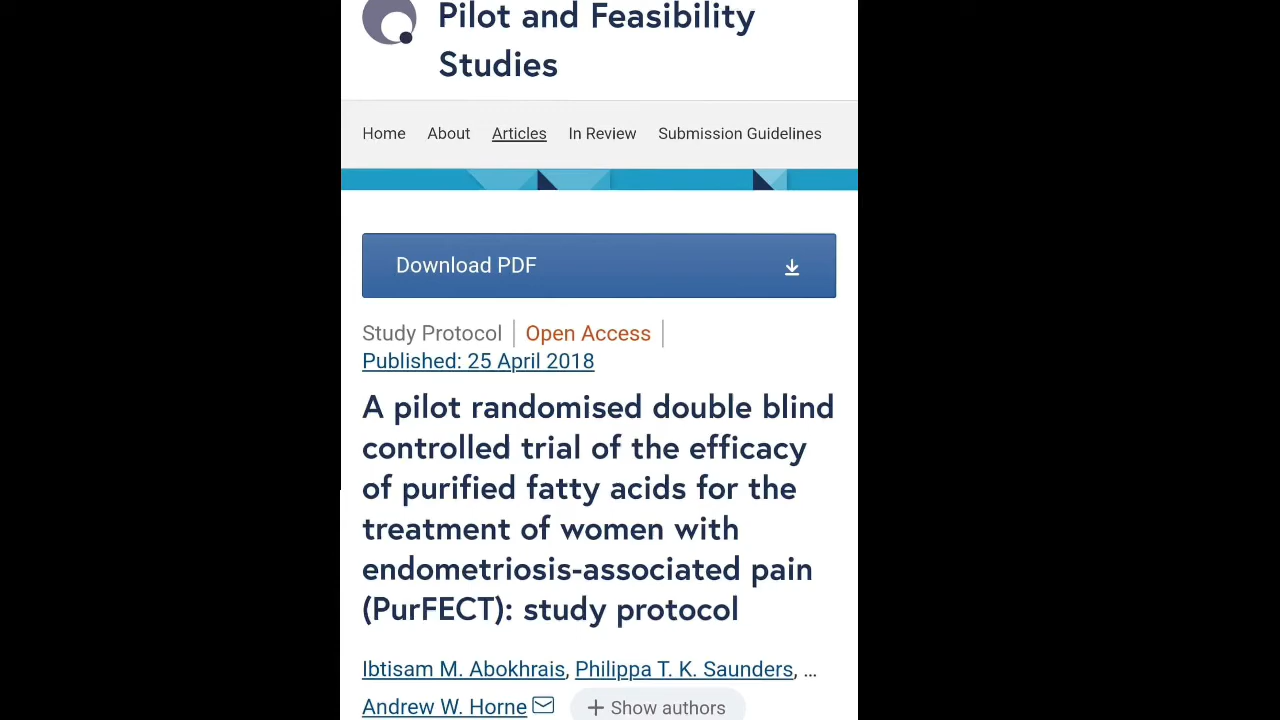 Pilot and Feasibility
Studies
Home About Articles In Review Submission Guidelines
Download PDF
Study Protocol Open Access
Published: 25 April 2018
A pilot randomised double blind
controlled trial of the efficacy
of purified fatty acids for the
treatment of women with
endometriosis-associated pain
(PurFECT): study protocol
Ibtisam M. Abokhrais, Philippa T. K. Saunders, ...
Andrew W. Horne + Show authors